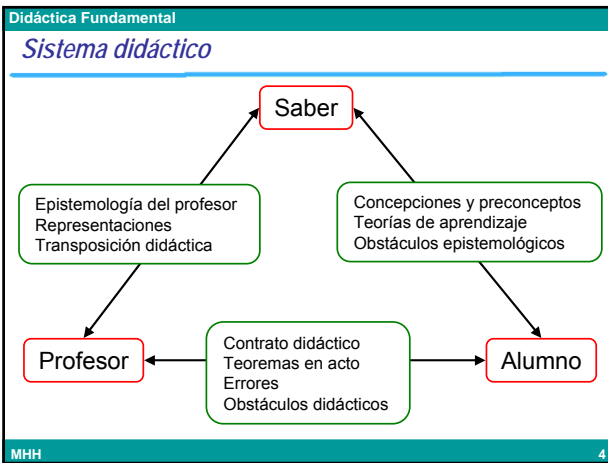 Didáctica Fundamental
Sistema didáctico
Saber
Epistemología del profesor
Representaciones
Transposición didáctica
Concepciones y preconceptos
Teorías de aprendizaje
Obstáculos epistemológicos
Profesor
Contrato didáctico
Teoremas en acto
Errores
Obstáculos didácticos
Alumno
MHH
4